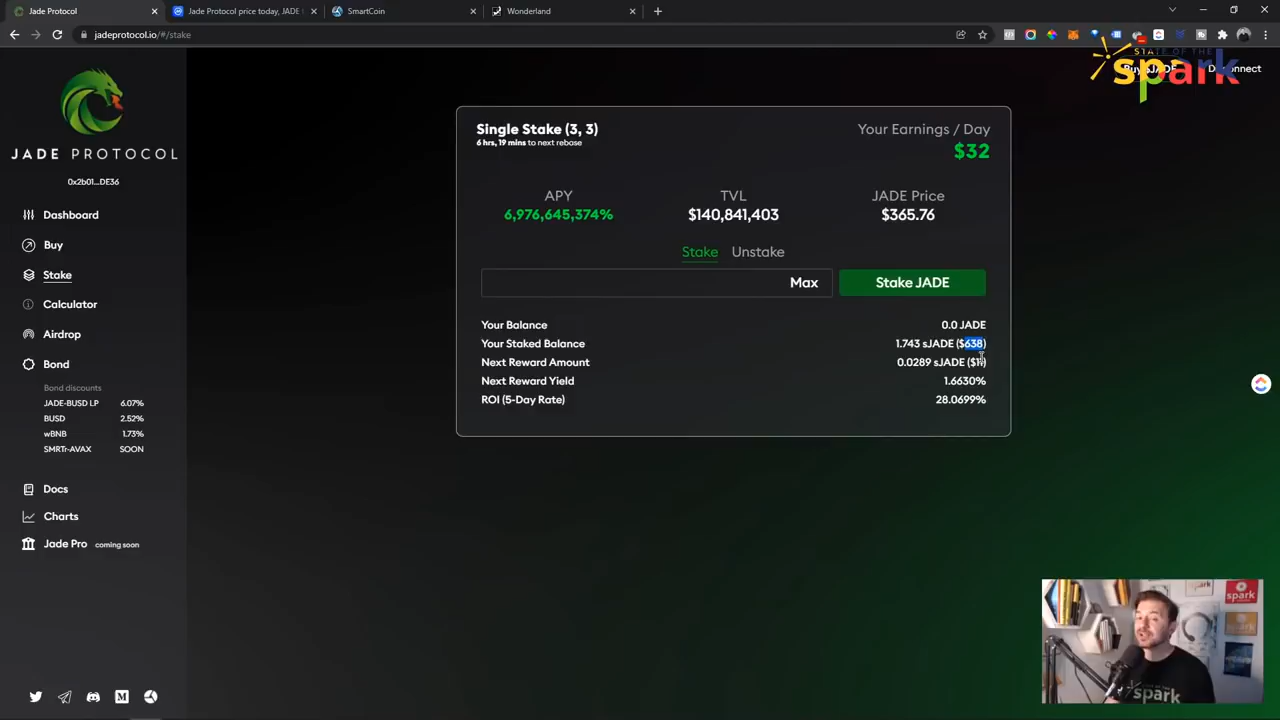 Jade Protocol
Jade Protocol price today, JADE
SmartCoin
Wonderland
jadeprotocol.io/#/stake
STATE OF THE
spark
Disconnect
JADE PROTOCOL
0x2b01...DE36
Dashboard
Buy
Stake
Calculator
Airdrop
Bond
Bond discounts
JADE-BUSD LP 6.07%
BUSD 2.52%
wBNB 1.73%
SMRTr-AVAX SOON
Docs
Charts
Jade Pro coming soon
Single Stake (3, 3)
6 hrs, 19 mins to next rebase
Your Earnings / Day
$32
APY TVL JADE Price
6,976,645,374% $140,841,403 $365.76
Stake Unstake
Max Stake JADE
Your Balance 0.0 JADE
Your Staked Balance 1.743 sJADE ($638)
Next Reward Amount 0.0289 sJADE
Next Reward Yield 1.6630%
ROI (5-Day Rate) 28.0699%
spark
spark